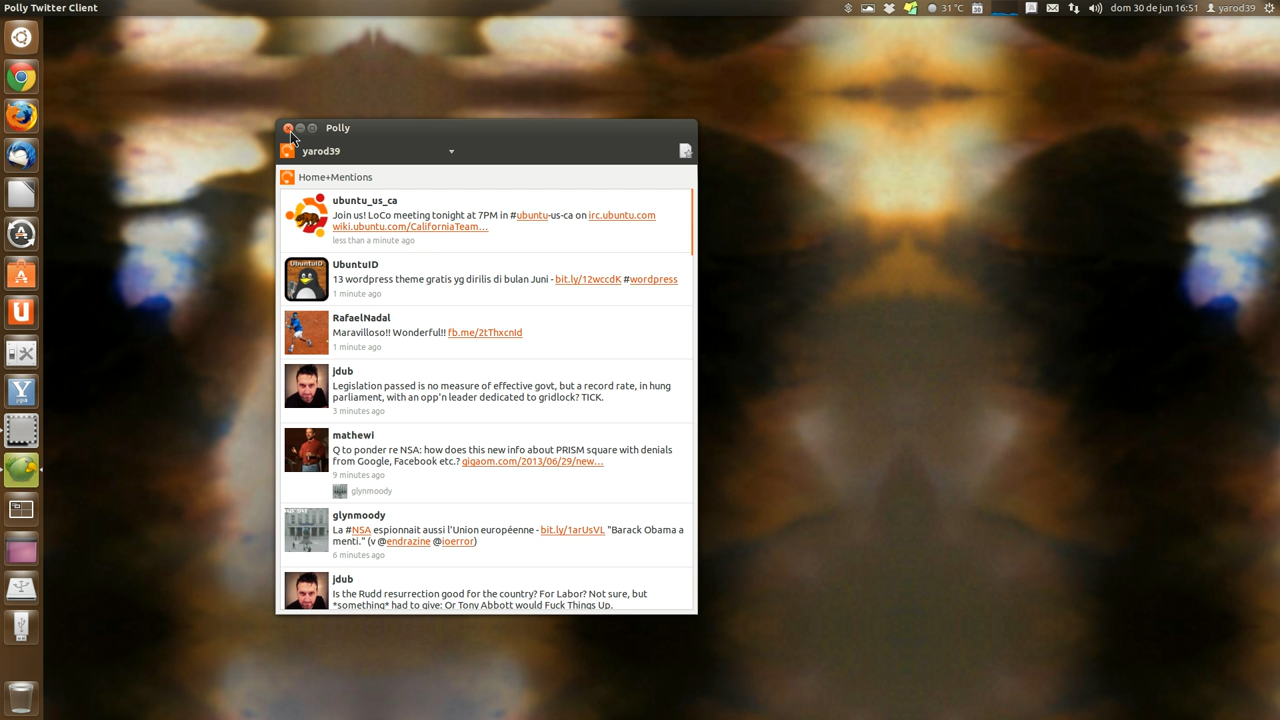 Polly Twitter Client
31 °C
30
A
dom 30 de jun 16:51
yarod39
Polly
yarod39
Home+Mentions
ubuntu_us_ca
Join us! LoCo meeting tonight at 7PM in #ubuntu-us-ca on irc.ubuntu.com
wiki.ubuntu.com/CaliforniaTeam…
less than a minute ago
UbuntuID
UbuntuID
13 wordpress theme gratis yg dirilis di bulan Juni - bit.ly/12wccdK #wordpress
1 minute ago
RafaelNadal
Maravilloso!! Wonderful!! fb.me/2tThxcnId
1 minute ago
jdub
Legislation passed is no measure of effective govt, but a record rate, in hung
parliament, with an opp'n leader dedicated to gridlock? TICK.
3 minutes ago
mathewi
Q to ponder re NSA: how does this new info about PRISM square with denials
from Google, Facebook etc.? gigaom.com/2013/06/29/new…
9 minutes ago
glynmoody
glynmoody
La #NSA espionnait aussi l'Union européenne - bit.ly/1arUsVL "Barack Obama a
menti." (v @endrazine @ioerror)
6 minutes ago
jdub
Is the Rudd resurrection good for the country? For Labor? Not sure, but
*something* had to give: Or Tony Abbott would Fuck Things Up.